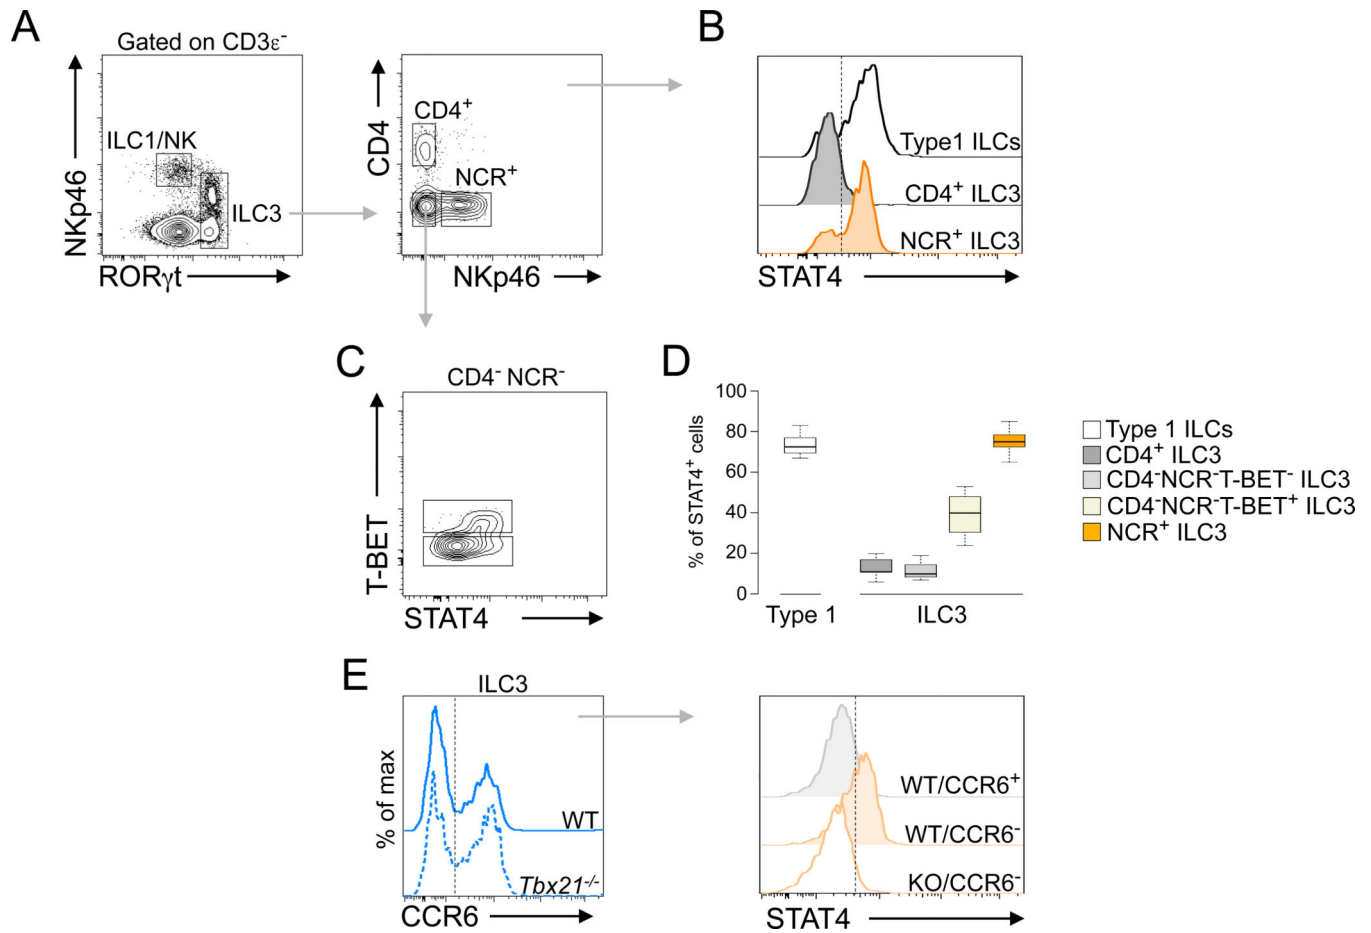 A
Gated on CD3ε⁻
NKp46
ILC1/NK
ILC3
RORγt
CD4
CD4⁺
NCR⁺
NKp46
B
Type1 ILCs
CD4⁺ ILC3
NCR⁺ ILC3
STAT4
C
CD4⁻ NCR⁻
T-BET
STAT4
D
% of STAT4⁺ cells
100
80
60
40
20
0
Type 1
ILC3
Type 1 ILCs
CD4⁺ ILC3
CD4⁻NCR⁻T-BET⁻ ILC3
CD4⁻NCR⁻T-BET⁺ ILC3
NCR⁺ ILC3
E
ILC3
% of max
WT
Tbx21⁻/⁻
CCR6
WT/CCR6⁺
WT/CCR6⁻
KO/CCR6⁻
STAT4